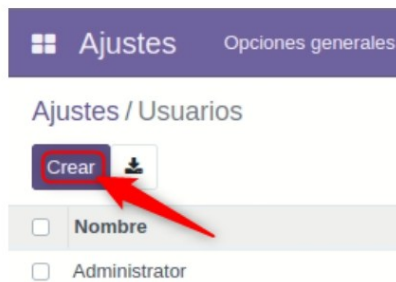 Ajustes Opciones generales
Ajustes / Usuarios
Crear
Nombre
Administrator